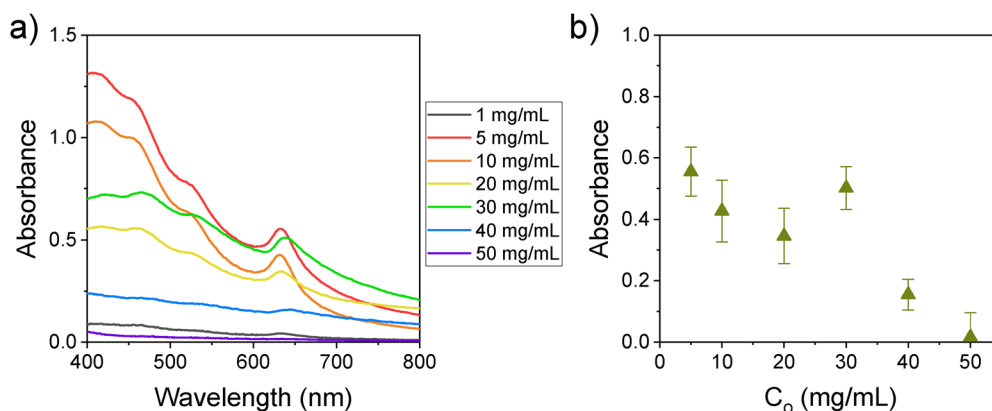 a)
1.5
1.0
0.5
0.0
Absorbance
400 500 600 700 800
Wavelength (nm)
1 mg/mL
5 mg/mL
10 mg/mL
20 mg/mL
30 mg/mL
40 mg/mL
50 mg/mL
b)
1.0
0.8
0.6
0.4
0.2
0.0
Absorbance
0 10 20 30 40 50
Co (mg/mL)